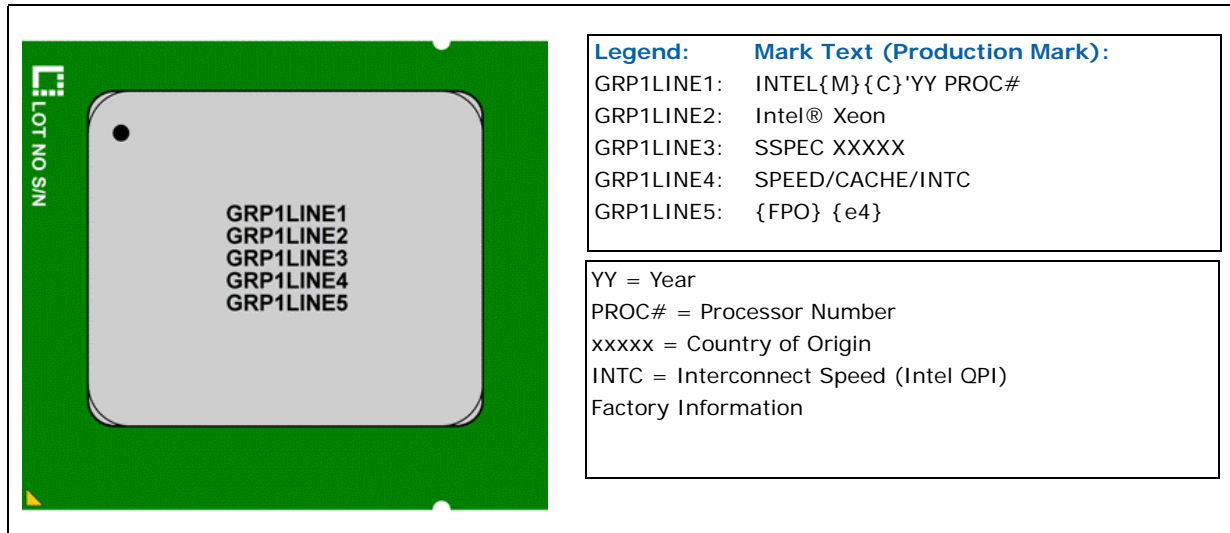 LOT NO S/N
GRP1LINE1
GRP1LINE2
GRP1LINE3
GRP1LINE4
GRP1LINE5
Legend: Mark Text (Production Mark):
GRP1LINE1: INTEL{M}{C}'YY PROC#
GRP1LINE2: Intel® Xeon
GRP1LINE3: SSPEC XXXXX
GRP1LINE4: SPEED/CACHE/INTC
GRP1LINE5: {FPO} {e4}
YY = Year
PROC# = Processor Number
xxxxx = Country of Origin
INTC = Interconnect Speed (Intel QPI)
Factory Information